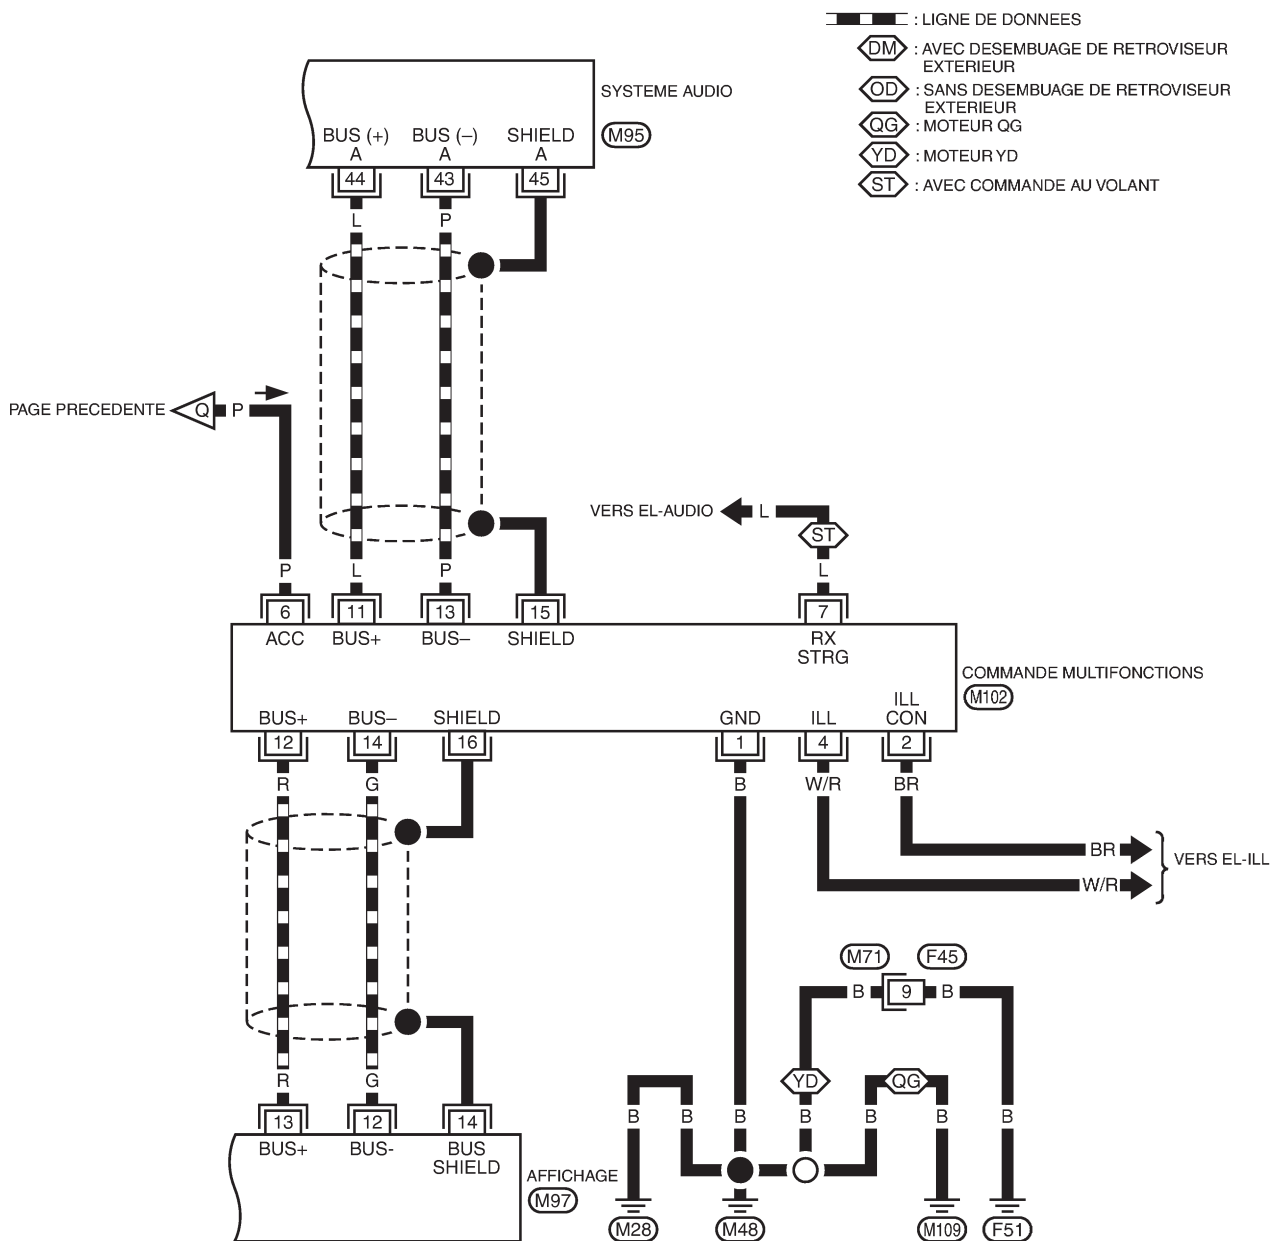 : LIGNE DE DONNEES
DM : AVEC DESEMBUAGE DE RETROVISEUR
EXTERIEUR
OD : SANS DESEMBUAGE DE RETROVISEUR
EXTERIEUR
QG : MOTEUR QG
YD : MOTEUR YD
ST : AVEC COMMANDE AU VOLANT
SYSTEME AUDIO
M95
BUS (+) BUS (–) SHIELD
A A A
44 43 45
L P
PAGE PRECEDENTE Q P
VERS EL-AUDIO L
ST
P L P L
6 11 13 15 7
ACC BUS+ BUS– SHIELD RX
STRG
COMMANDE MULTIFONCTIONS
M102
BUS+ BUS– SHIELD GND ILL ILL
CON
12 14 16 1 4 2
R G B W/R BR
BR
W/R
VERS EL-ILL
M71 F45
B 9 B
YD QG
R G
B B B B B B B
13 12 14
BUS+ BUS- BUS
SHIELD
AFFICHAGE
M97
M28 M48 M109 F51